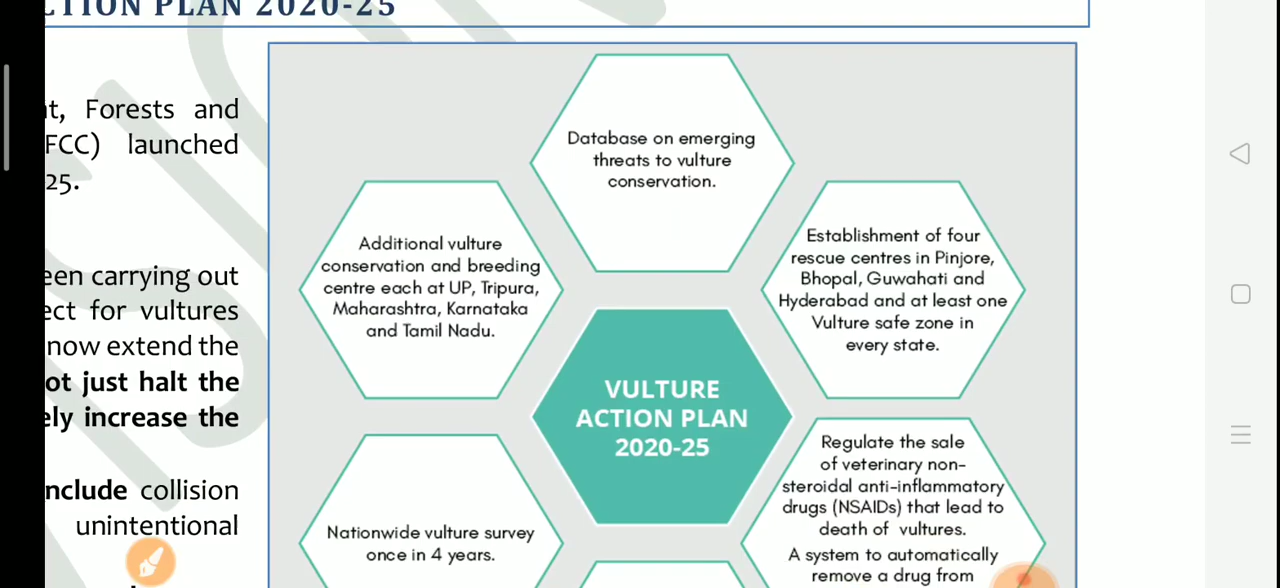 CTION PLAN 2020-25
nt, Forests and
FCC) launched
25.
een carrying out
ect for vultures
now extend the
ot just halt the
ely increase the
nclude collision
unintentional
Database on emerging
threats to vulture
conservation.
Additional vulture
conservation and breeding
centre each at UP, Tripura,
Maharashtra, Karnataka
and Tamil Nadu.
Establishment of four
rescue centres in Pinjore,
Bhopal, Guwahati and
Hyderabad and at least one
Vulture safe zone in
every state.
VULTURE
ACTION PLAN
2020-25
Nationwide vulture survey
once in 4 years.
Regulate the sale
of veterinary non-
steroidal anti-inflammatory
drugs (NSAIDs) that lead to
death of vultures.
A system to automatically
remove a drug from